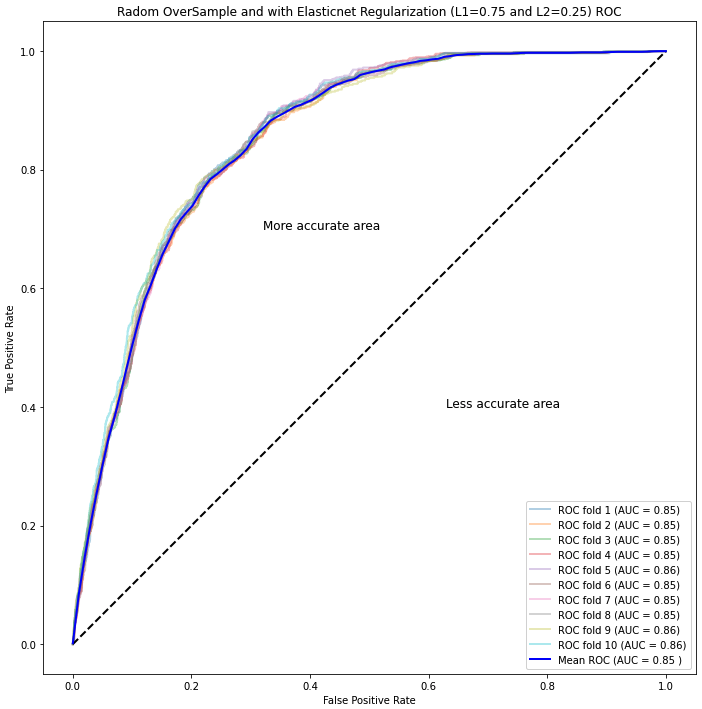 Radom OverSample and with Elasticnet Regularization (L1=0.75 and L2=0.25) ROC
1.0
0.8
0.6
0.4
0.2
0.0
True Positive Rate
More accurate area
Less accurate area
ROC fold 1 (AUC = 0.85)
ROC fold 2 (AUC = 0.85)
ROC fold 3 (AUC = 0.85)
ROC fold 4 (AUC = 0.85)
ROC fold 5 (AUC = 0.86)
ROC fold 6 (AUC = 0.85)
ROC fold 7 (AUC = 0.85)
ROC fold 8 (AUC = 0.85)
ROC fold 9 (AUC = 0.86)
ROC fold 10 (AUC = 0.86)
Mean ROC (AUC = 0.85 )
0.0 0.2 0.4 0.6 0.8 1.0
False Positive Rate